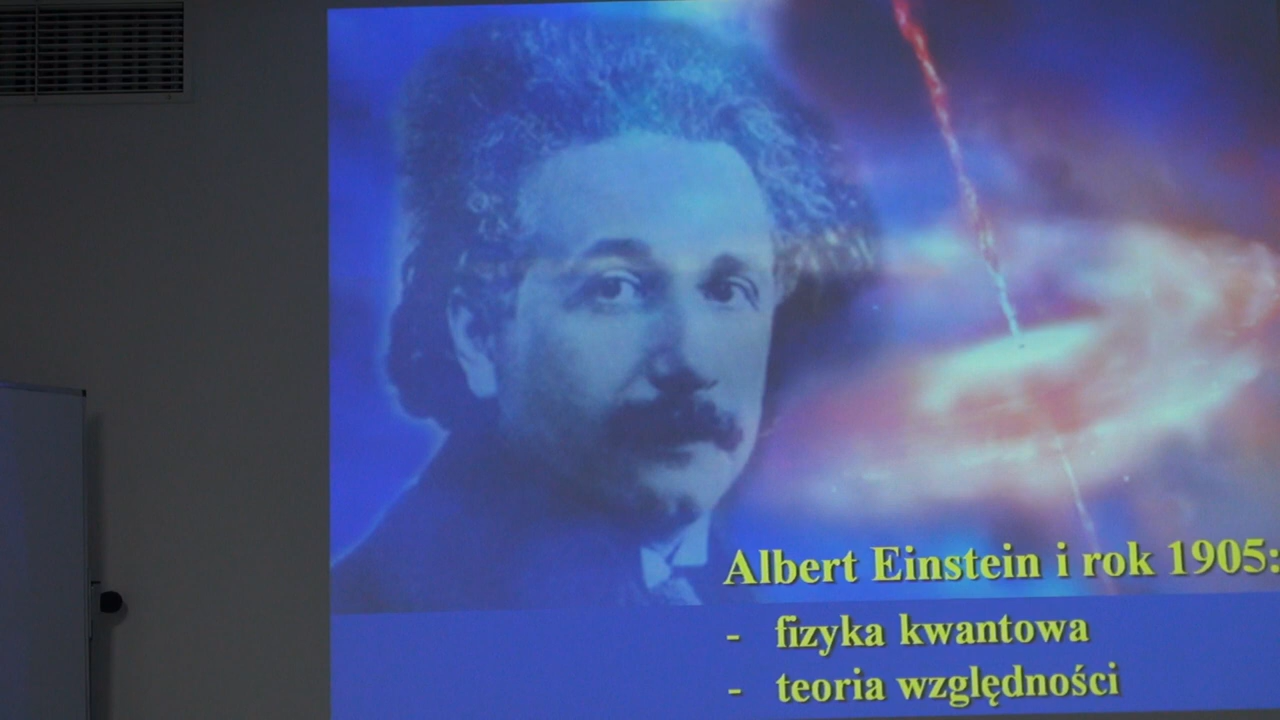 Albert Einstein i rok 1905:
- fizyka kwantowa
- teoria względności